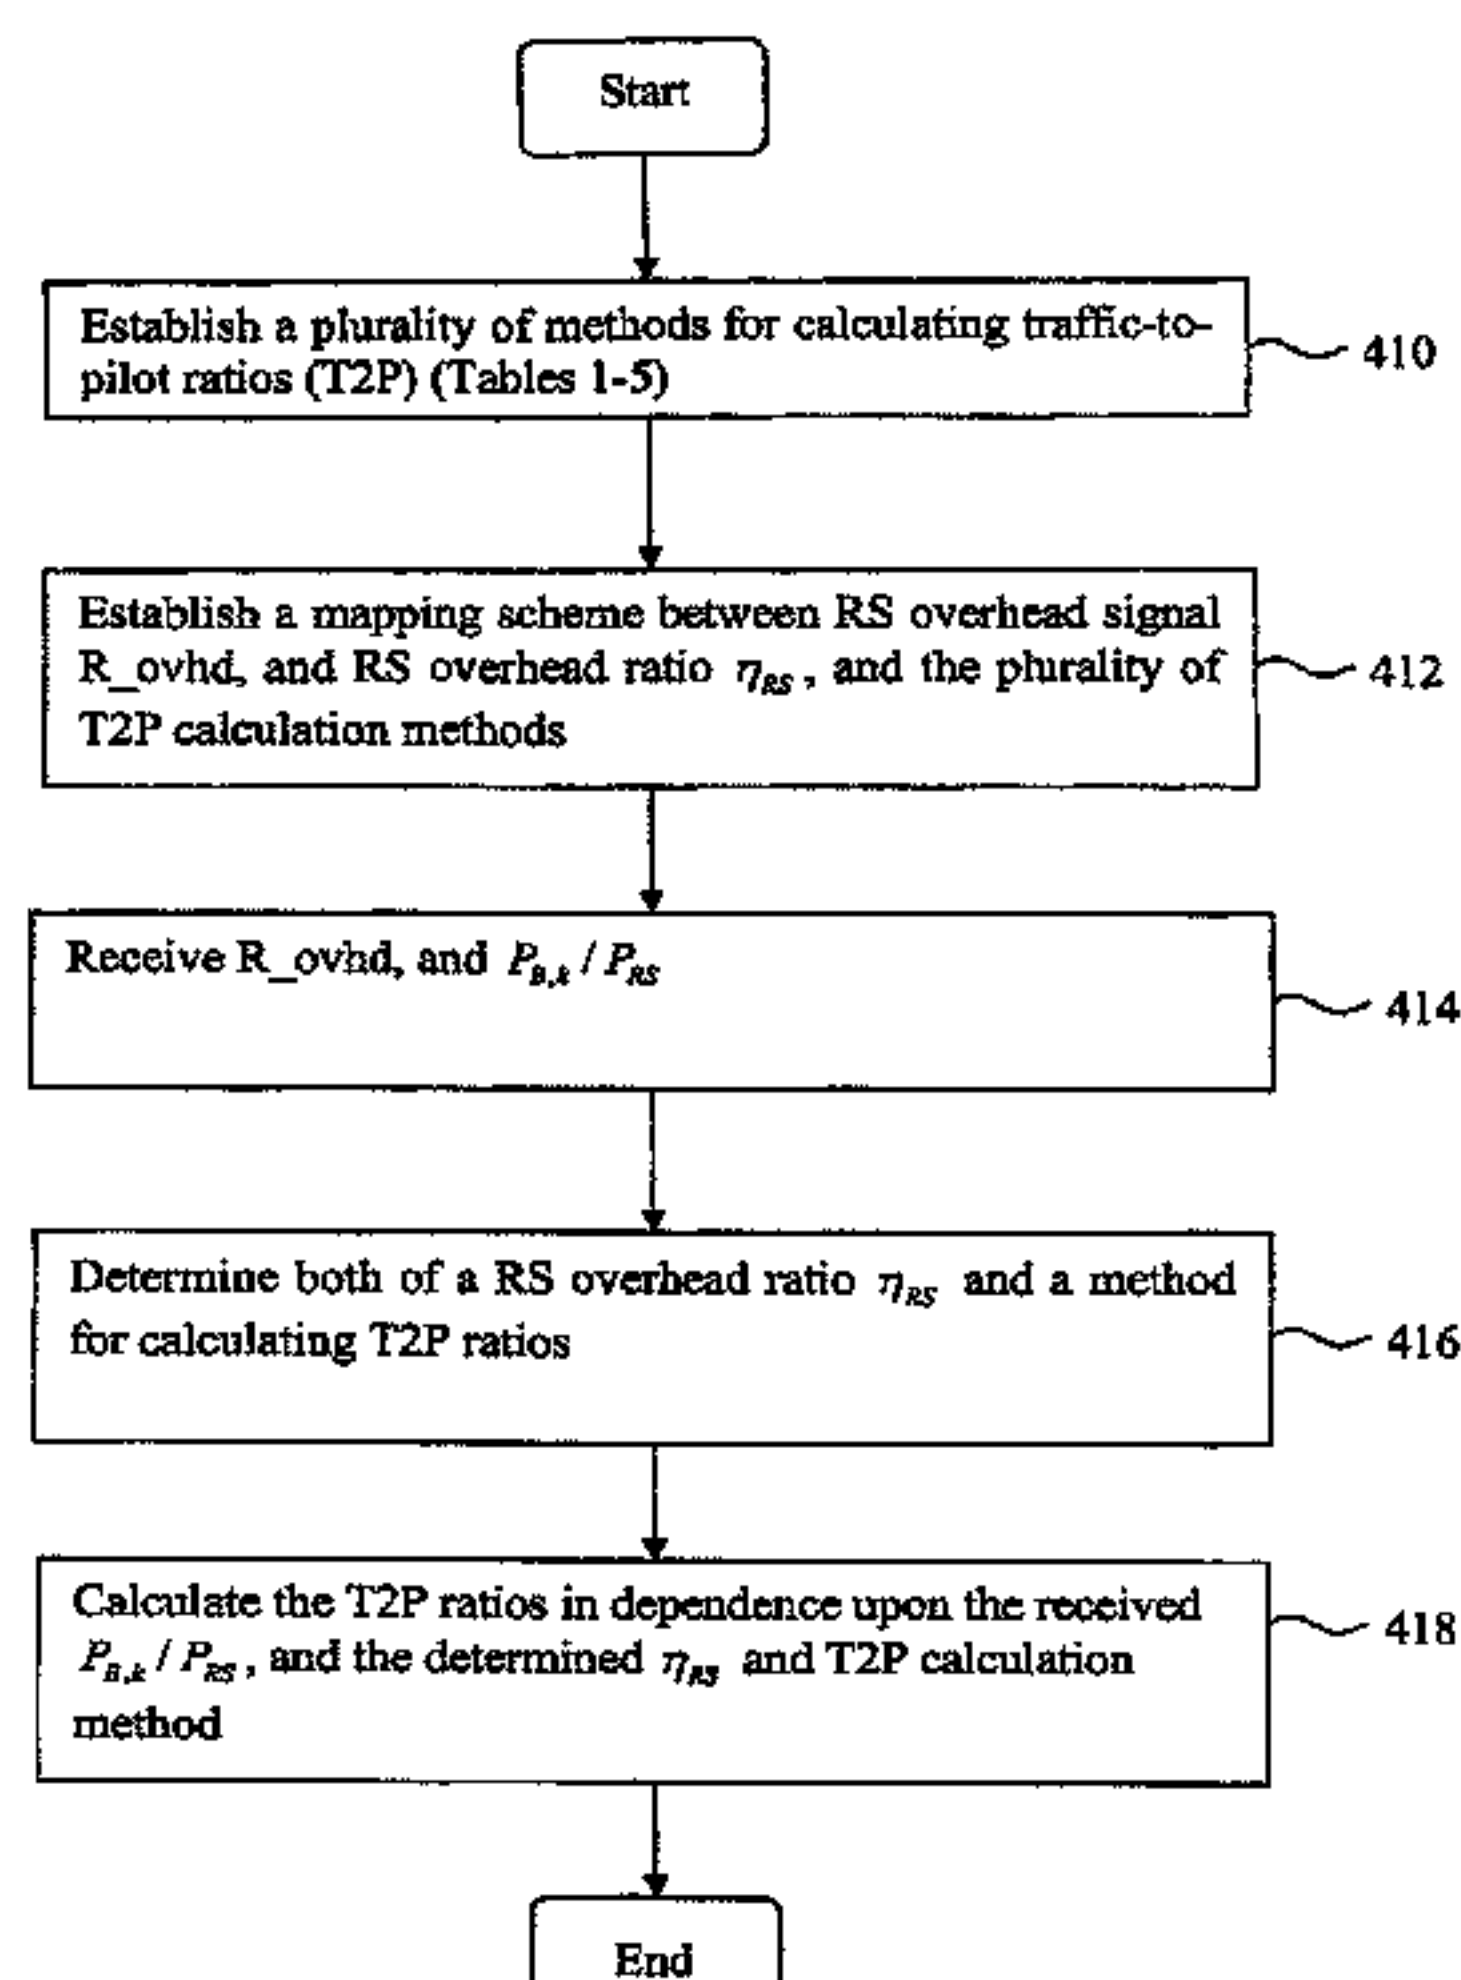 Start
Establish a plurality of methods for calculating traffic-to-
pilot ratios (T2P) (Tables 1-5)
410
Establish a mapping scheme between RS overhead signal
R_ovhd, and RS overhead ratio η_RS, and the plurality of
T2P calculation methods
412
Receive R_ovhd, and P_B,k / P_RS
414
Determine both of a RS overhead ratio η_RS and a method
for calculating T2P ratios
416
Calculate the T2P ratios in dependence upon the received
P_B,k / P_RS, and the determined η_RS and T2P calculation
method
418
End